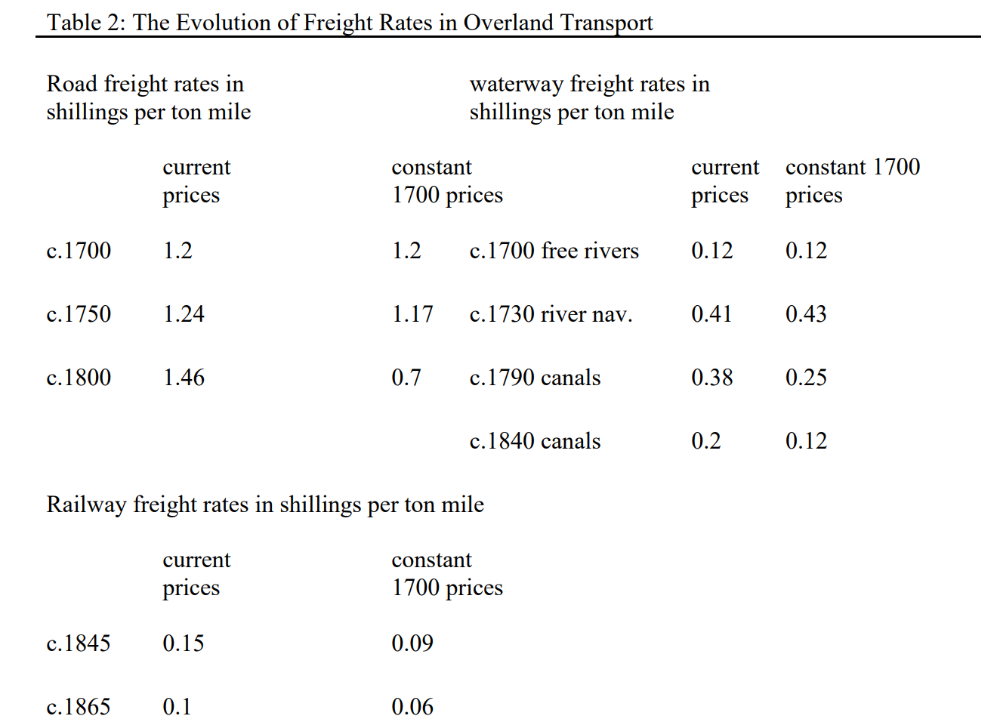 Table 2: The Evolution of Freight Rates in Overland Transport
Road freight rates in waterway freight rates in
shillings per ton mile shillings per ton mile
current constant current constant 1700
prices 1700 prices prices prices
c.1700 1.2 1.2 c.1700 free rivers 0.12 0.12
c.1750 1.24 1.17 c.1730 river nav. 0.41 0.43
c.1800 1.46 0.7 c.1790 canals 0.38 0.25
c.1840 canals 0.2 0.12
Railway freight rates in shillings per ton mile
current constant
prices 1700 prices
c.1845 0.15 0.09
c.1865 0.1 0.06